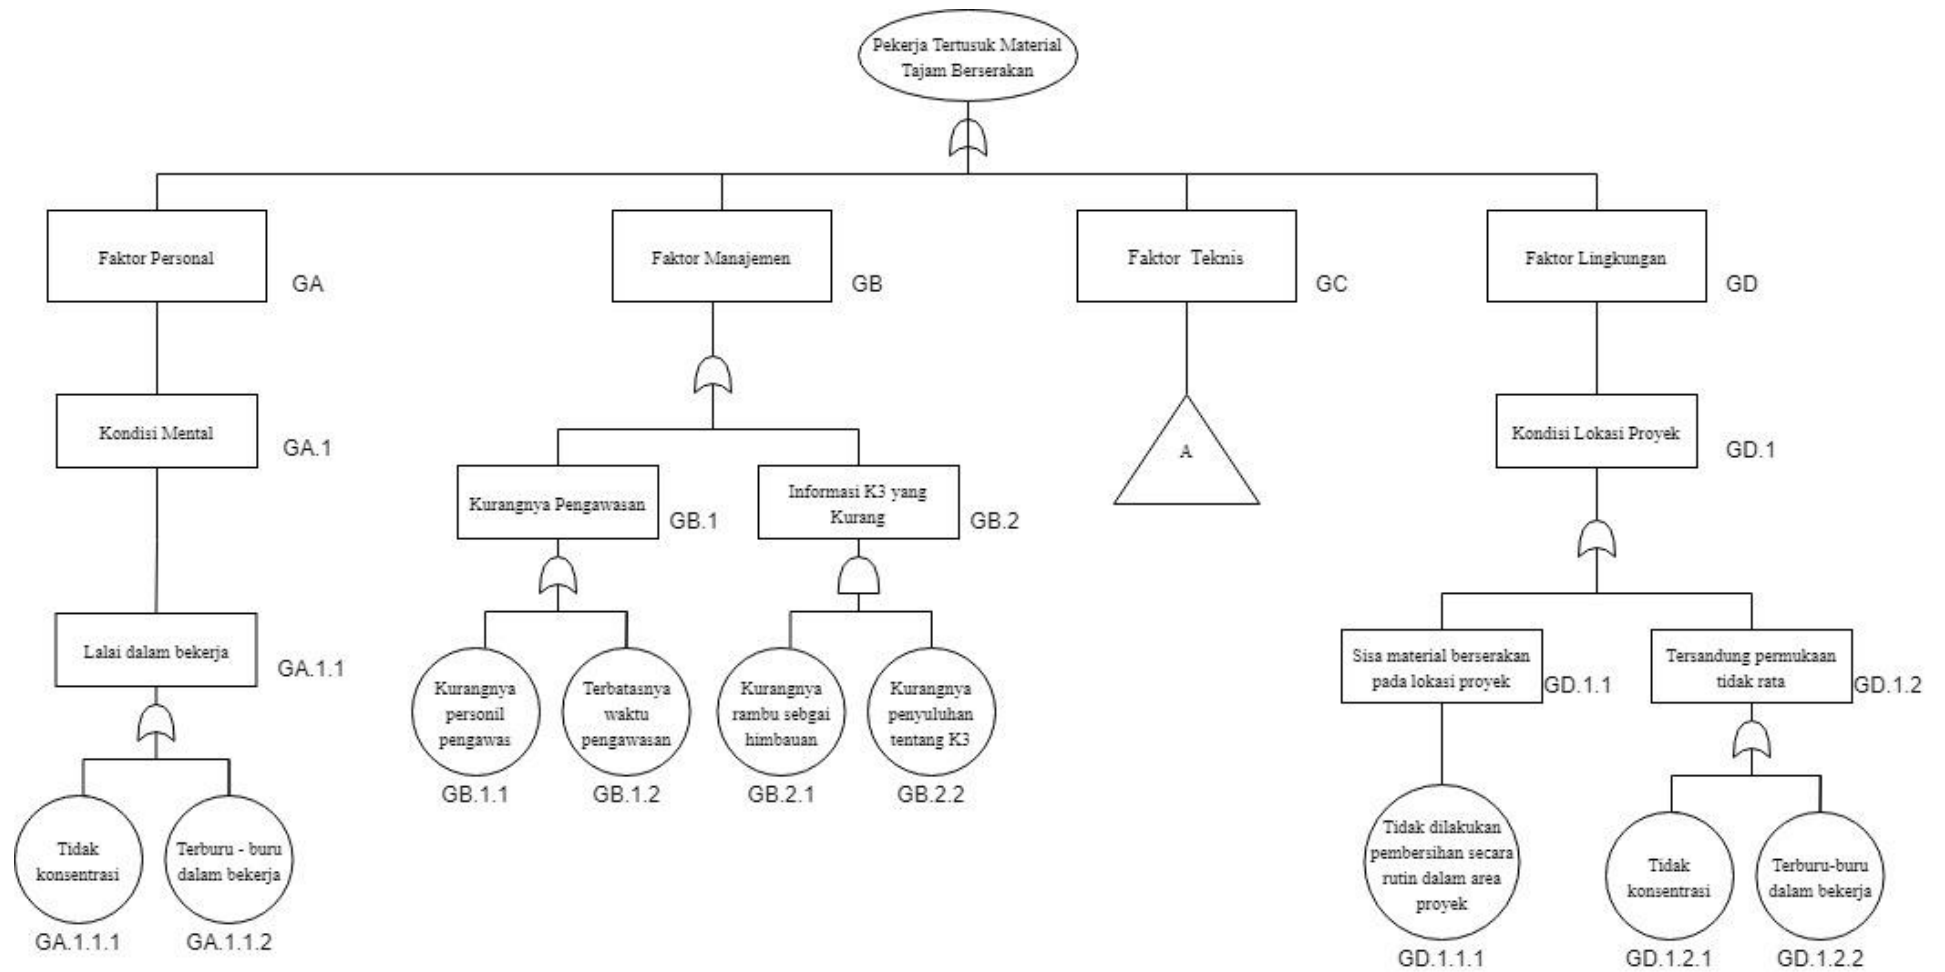 Pekerja Tertusuk Material
Tajam Berserakan
Faktor Personal
GA
Faktor Manajemen
GB
Faktor Teknis
GC
Faktor Lingkungan
GD
Kondisi Mental
GA.1
Kurangnya Pengawasan
GB.1
Informasi K3 yang
Kurang
GB.2
A
Kondisi Lokasi Proyek
GD.1
Lalai dalam bekerja
GA.1.1
Kurangnya
personil
pengawas
GB.1.1
Terbatasnya
waktu
pengawasan
GB.1.2
Kurangnya
rambu sebgai
himbauan
GB.2.1
Kurangnya
penyuluhan
tentang K3
GB.2.2
Sisa material berserakan
pada lokasi proyek
GD.1.1
Tersandung permukaan
tidak rata
GD.1.2
Tidak
konsentrasi
GA.1.1.1
Terburu - buru
dalam bekerja
GA.1.1.2
Tidak dilakukan
pembersihan secara
rutin dalam area
proyek
GD.1.1.1
Tidak
konsentrasi
GD.1.2.1
Terburu-buru
dalam bekerja
GD.1.2.2